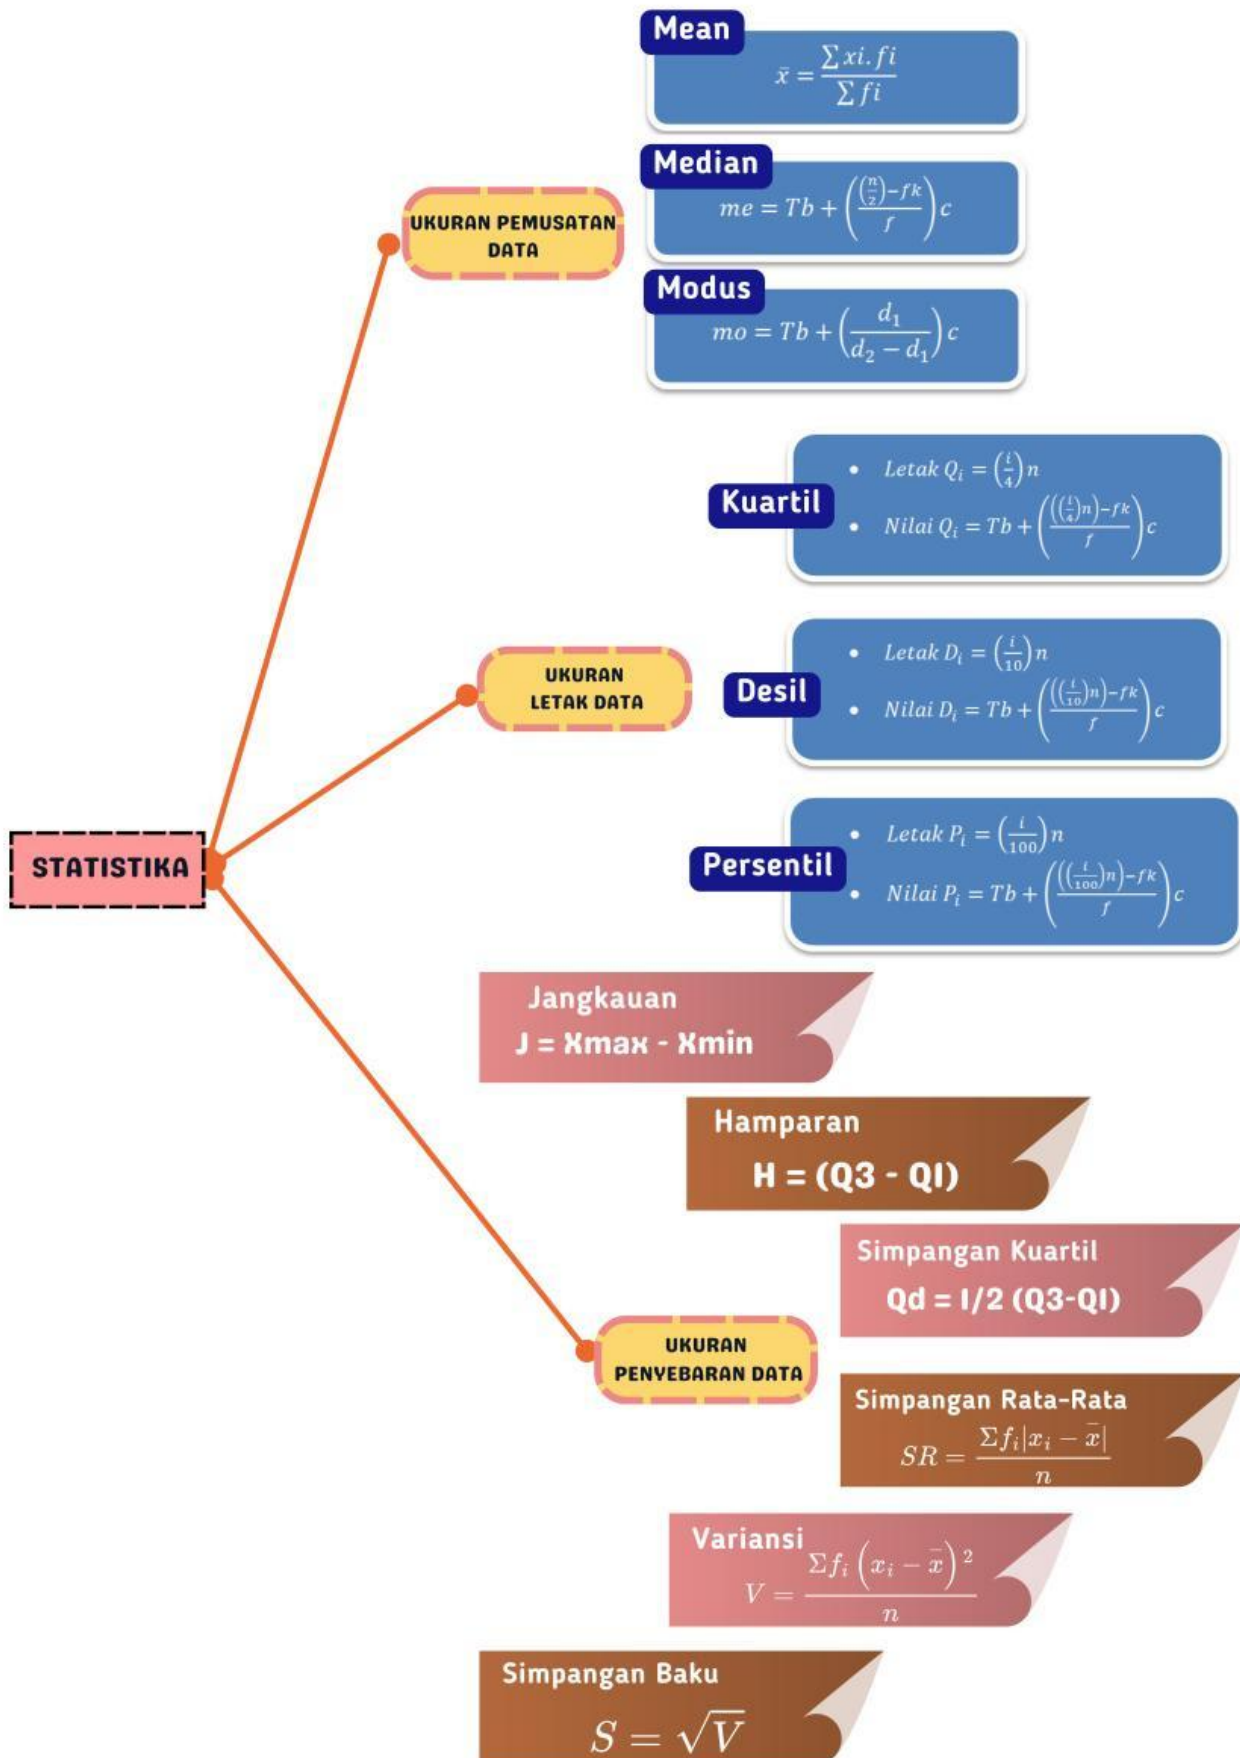 STATISTIKA
UKURAN PEMUSATAN
DATA
Mean
x̄ = ∑ xi. fi / ∑ fi
Median
me = Tb + (((n/2)−fk)/f) c
Modus
mo = Tb + (d₁/(d₂ − d₁)) c
UKURAN
LETAK DATA
Kuartil
• Letak Qᵢ = (i/4) n
• Nilai Qᵢ = Tb + ((((i/4)n)−fk)/f) c
Desil
• Letak Dᵢ = (i/10) n
• Nilai Dᵢ = Tb + ((((i/10)n)−fk)/f) c
Persentil
• Letak Pᵢ = (i/100) n
• Nilai Pᵢ = Tb + ((((i/100)n)−fk)/f) c
UKURAN
PENYEBARAN DATA
Jangkauan
J = Xmax - Xmin
Hamparan
H = (Q3 - Q1)
Simpangan Kuartil
Qd = 1/2 (Q3-Q1)
Simpangan Rata-Rata
SR = Σfᵢ|xᵢ − x̄| / n
Variansi
V = Σfᵢ (xᵢ − x̄)² / n
Simpangan Baku
S = √V